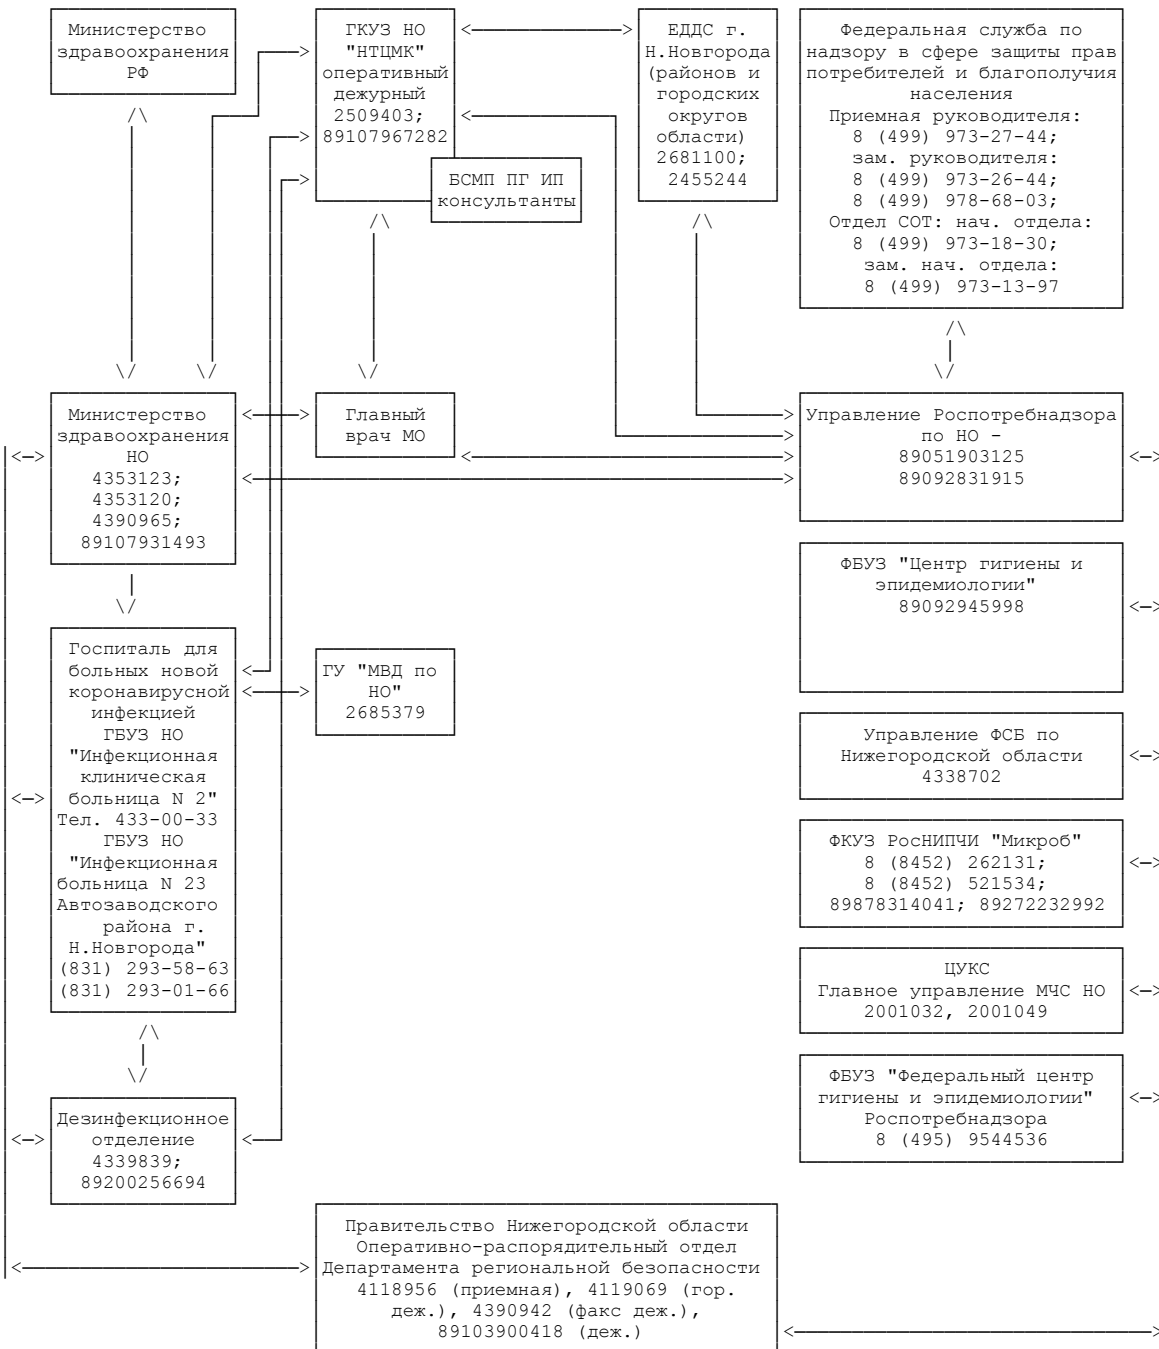 Министерство
здравоохранения
РФ
ГКУЗ НО
"НТЦМК"
оперативный
дежурный
2509403;
89107967282
БСМП ПГ ИП
консультанты
ЕДДС г.
Н.Новгорода
(районов и
городских
округов
области)
2681100;
2455244
Федеральная служба по
надзору в сфере защиты прав
потребителей и благополучия
населения
Приемная руководителя:
8 (499) 973-27-44;
зам. руководителя:
8 (499) 973-26-44;
8 (499) 978-68-03;
Отдел СОТ: нач. отдела:
8 (499) 973-18-30;
зам. нач. отдела:
8 (499) 973-13-97
Министерство
здравоохранения
НО
4353123;
4353120;
4390965;
89107931493
Главный
врач МО
Управление Роспотребнадзора
по НО -
89051903125
89092831915
ФБУЗ "Центр гигиены и
эпидемиологии"
89092945998
Госпиталь для
больных новой
коронавирусной
инфекцией
ГБУЗ НО
"Инфекционная
клиническая
больница N 2"
Тел. 433-00-33
ГБУЗ НО
"Инфекционная
больница N 23
Автозаводского
района г.
Н.Новгорода"
(831) 293-58-63
(831) 293-01-66
ГУ "МВД по
НО"
2685379
Управление ФСБ по
Нижегородской области
4338702
ФКУЗ РосНИПЧИ "Микроб"
8 (8452) 262131;
8 (8452) 521534;
89878314041; 89272232992
ЦУКС
Главное управление МЧС НО
2001032, 2001049
ФБУЗ "Федеральный центр
гигиены и эпидемиологии"
Роспотребнадзора
8 (495) 9544536
Дезинфекционное
отделение
4339839;
89200256694
Правительство Нижегородской области
Оперативно-распорядительный отдел
Департамента региональной безопасности
4118956 (приемная), 4119069 (гор.
деж.), 4390942 (факс деж.),
89103900418 (деж.)